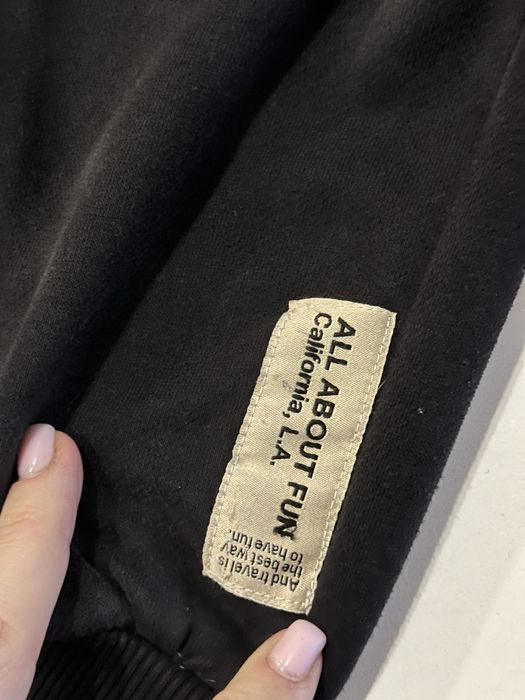 ALL ABOUT FUN
California, L.A.
And travel is
the best way
to have fun.